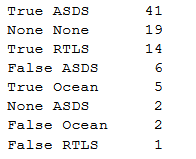 True ASDS 41
None None 19
True RTLS 14
False ASDS 6
True Ocean 5
None ASDS 2
False Ocean 2
False RTLS 1